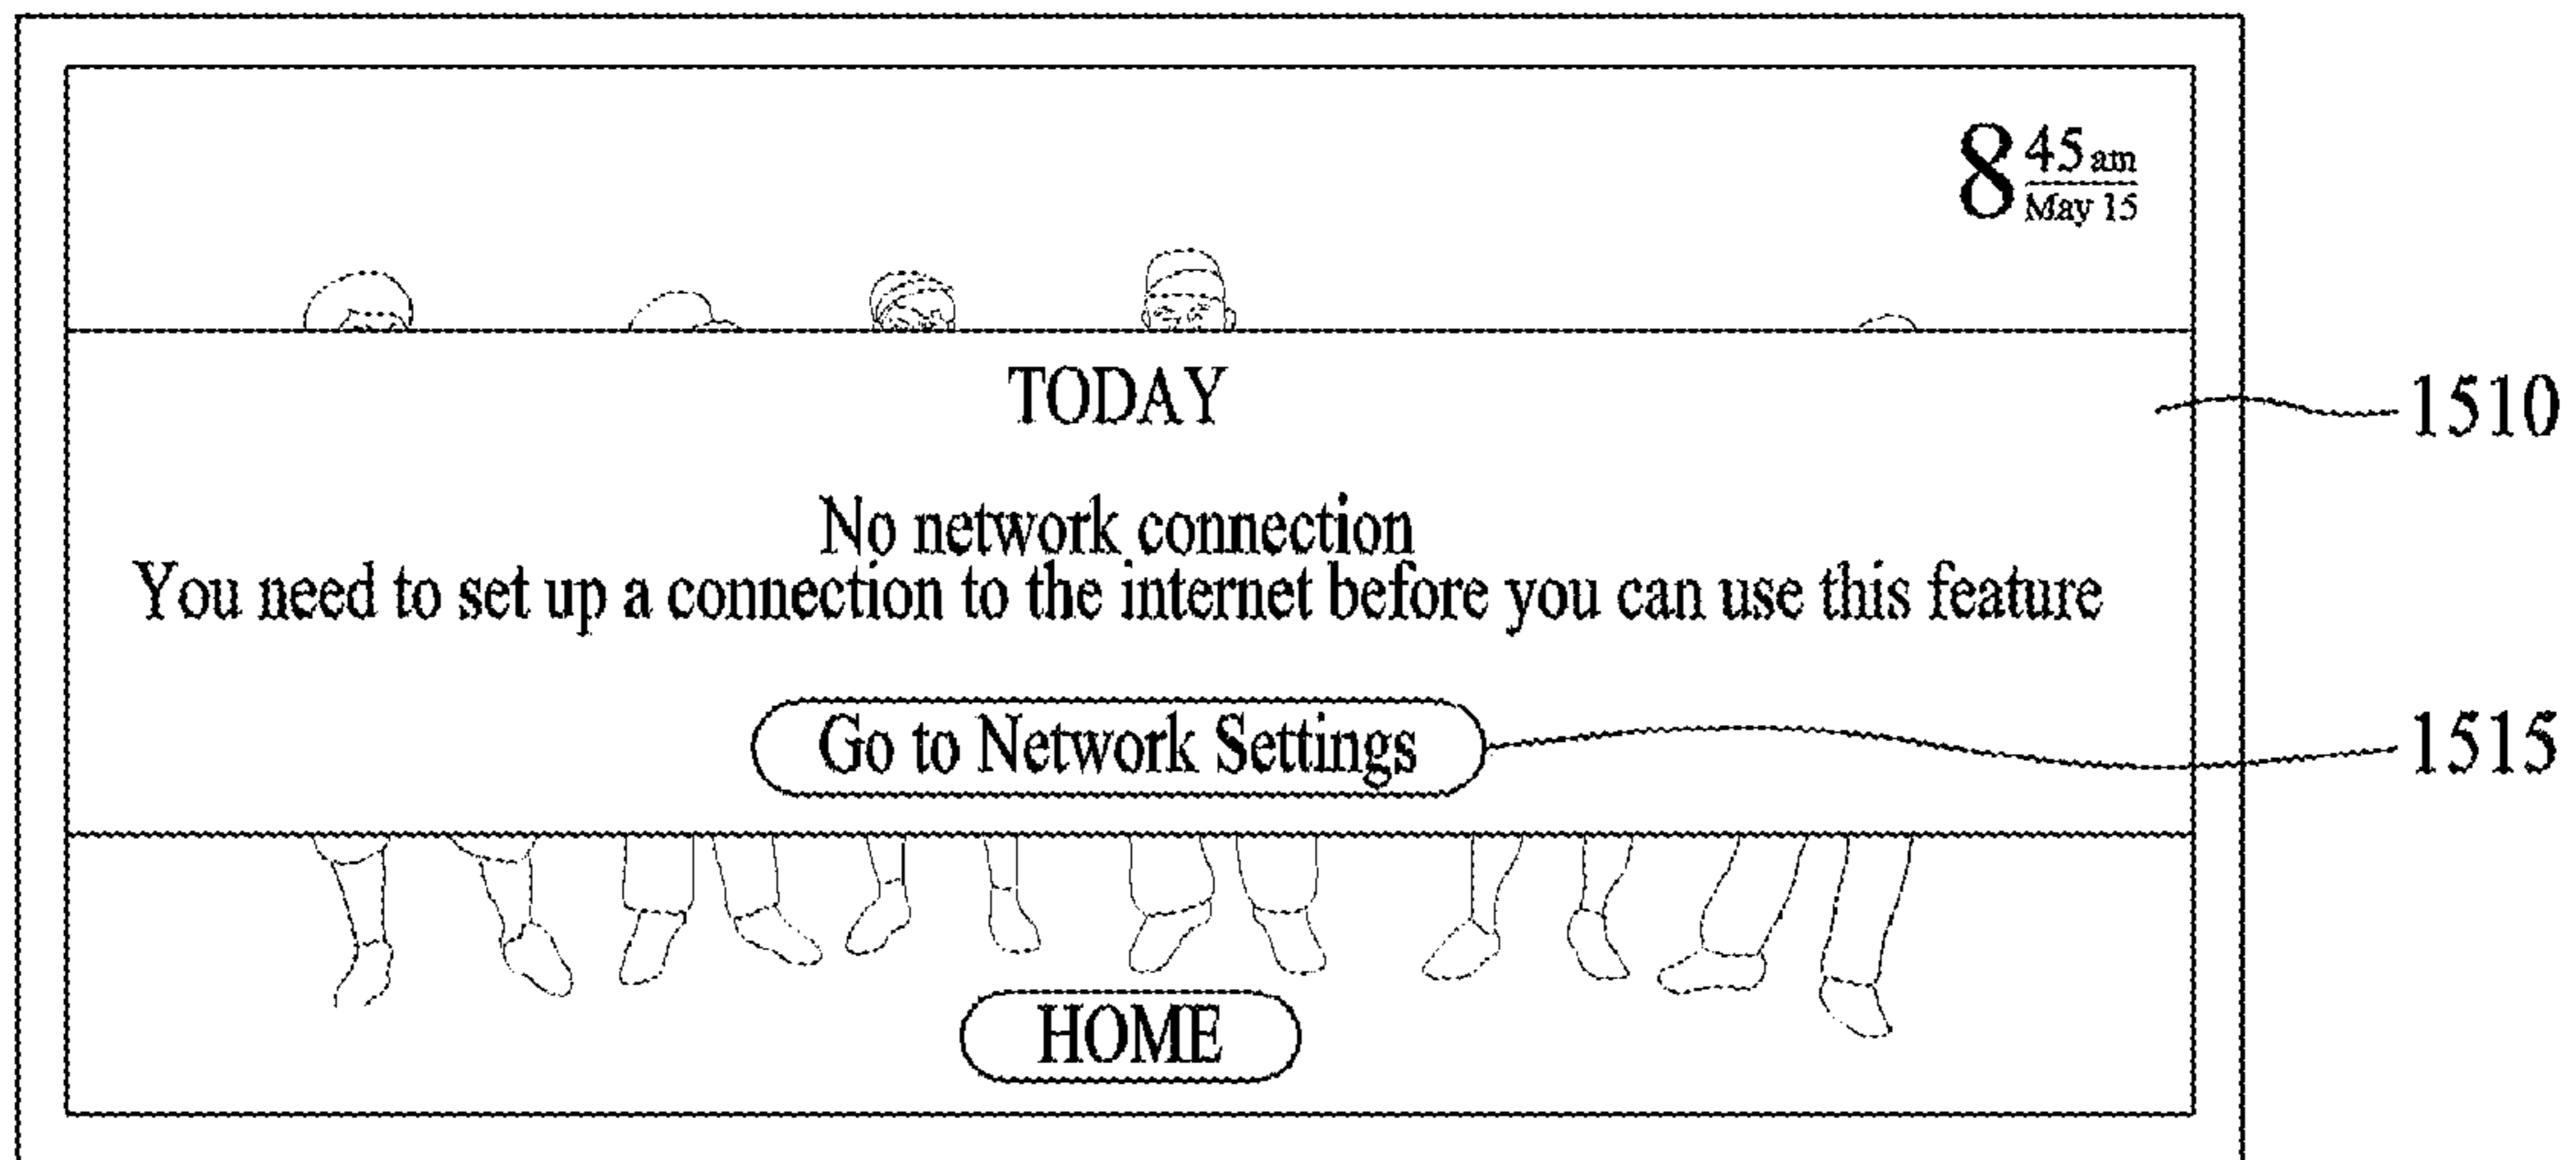 8 45 am
May 15
TODAY
1510
No network connection
You need to set up a connection to the internet before you can use this feature
Go to Network Settings
1515
HOME